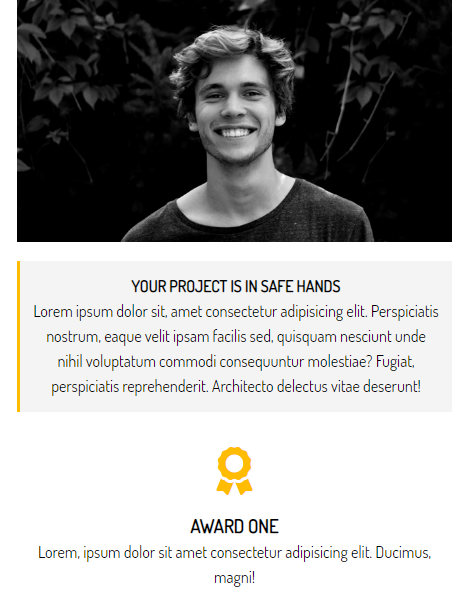 YOUR PROJECT IS IN SAFE HANDS
Lorem ipsum dolor sit, amet consectetur adipisicing elit. Perspiciatis
nostrum, eaque velit ipsam facilis sed, quisquam nesciunt unde
nihil voluptatum commodi consequuntur molestiae? Fugiat,
perspiciatis reprehenderit. Architecto delectus vitae deserunt!
AWARD ONE
Lorem, ipsum dolor sit amet consectetur adipisicing elit. Ducimus,
magni!